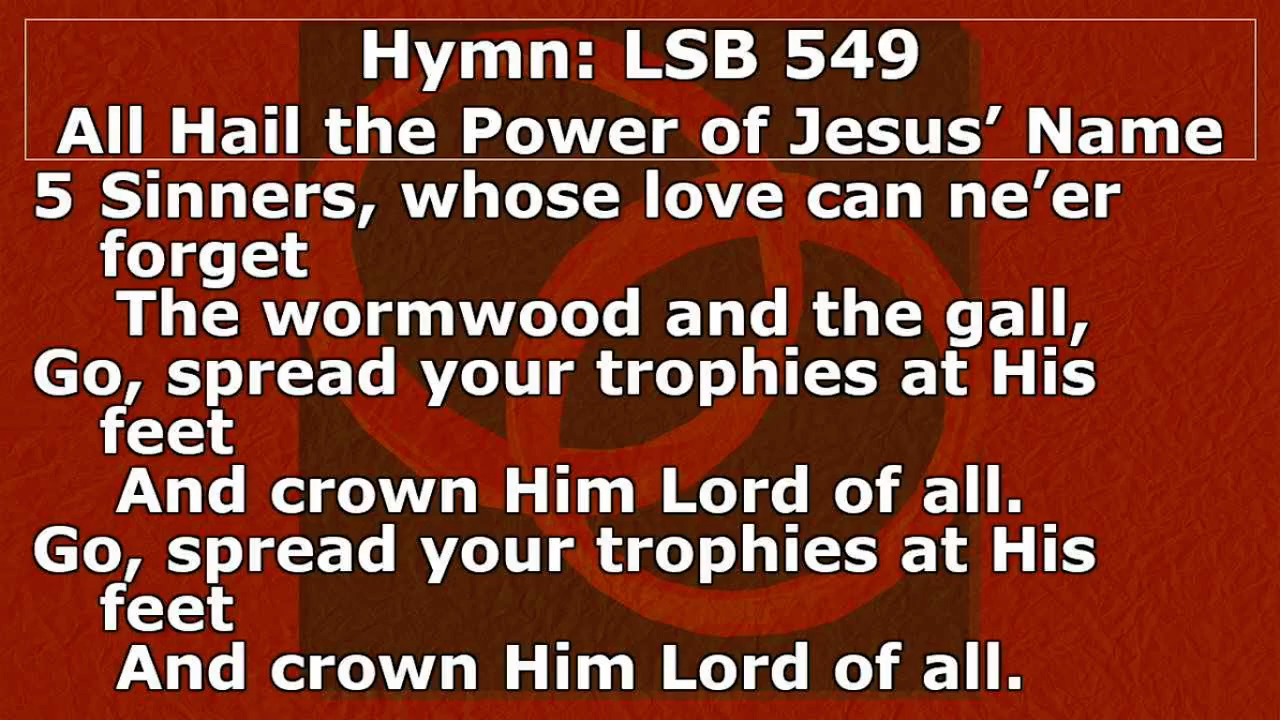 Hymn: LSB 549
All Hail the Power of Jesus’ Name
5 Sinners, whose love can ne’er
forget
The wormwood and the gall,
Go, spread your trophies at His
feet
And crown Him Lord of all.
Go, spread your trophies at His
feet
And crown Him Lord of all.